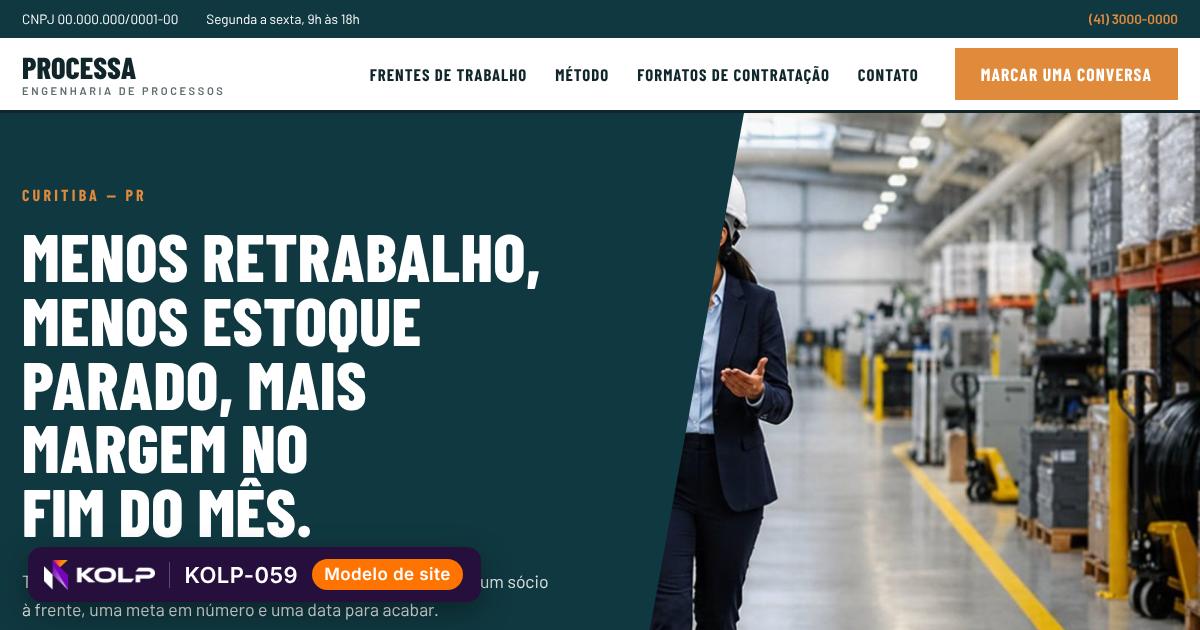 CNPJ 00.000.000/0001-00
Segunda a sexta, 9h às 18h
(41) 3000-0000
PROCESSA
ENGENHARIA DE PROCESSOS
FRENTES DE TRABALHO
MÉTODO
FORMATOS DE CONTRATAÇÃO
CONTATO
MARCAR UMA CONVERSA
CURITIBA — PR
MENOS RETRABALHO,
MENOS ESTOQUE
PARADO, MAIS
MARGEM NO
FIM DO MÊS.
KOLP
KOLP-059
Modelo de site
um sócio
à frente, uma meta em número e uma data para acabar.